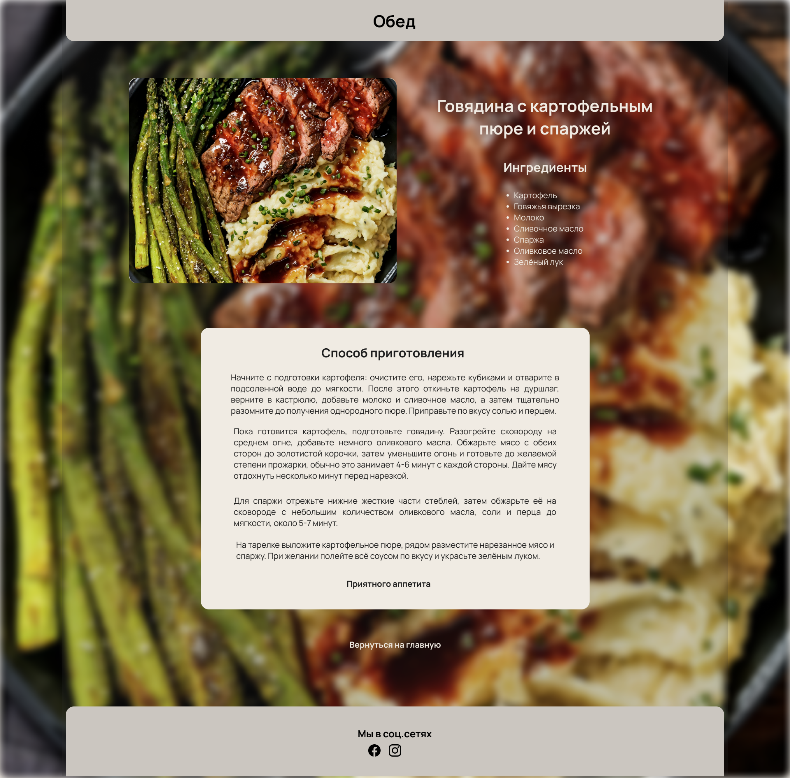 Обед
Говядина с картофельным
пюре и спаржей
Ингредиенты
• Картофель
• Говяжья вырезка
• Молоко
• Сливочное масло
• Спаржа
• Оливковое масло
• Зелёный лук
Способ приготовления
Начните с подготовки картофеля: очистите его, нарежьте кубиками и отварите в
подсоленной воде до мягкости. После этого откиньте картофель на дуршлаг,
верните в кастрюлю, добавьте молоко и сливочное масло, а затем тщательно
разомните до получения однородного пюре. Приправьте по вкусу солью и перцем.
Пока готовится картофель, подготовьте говядину. Разогрейте сковороду на
среднем огне, добавьте немного оливкового масла. Обжарьте мясо с обеих
сторон до золотистой корочки, затем уменьшите огонь и готовьте до желаемой
степени прожарки, обычно это занимает 4-6 минут с каждой стороны. Дайте мясу
отдохнуть несколько минут перед нарезкой.
Для спаржи отрежьте нижние жесткие части стеблей, затем обжарьте её на
сковороде с небольшим количеством оливкового масла, соли и перца до
мягкости, около 5-7 минут.
На тарелке выложите картофельное пюре, рядом разместите нарезанное мясо и
спаржу. При желании полейте всё соусом по вкусу и украсьте зелёным луком.
Приятного аппетита
Вернуться на главную
Мы в соц.сетях